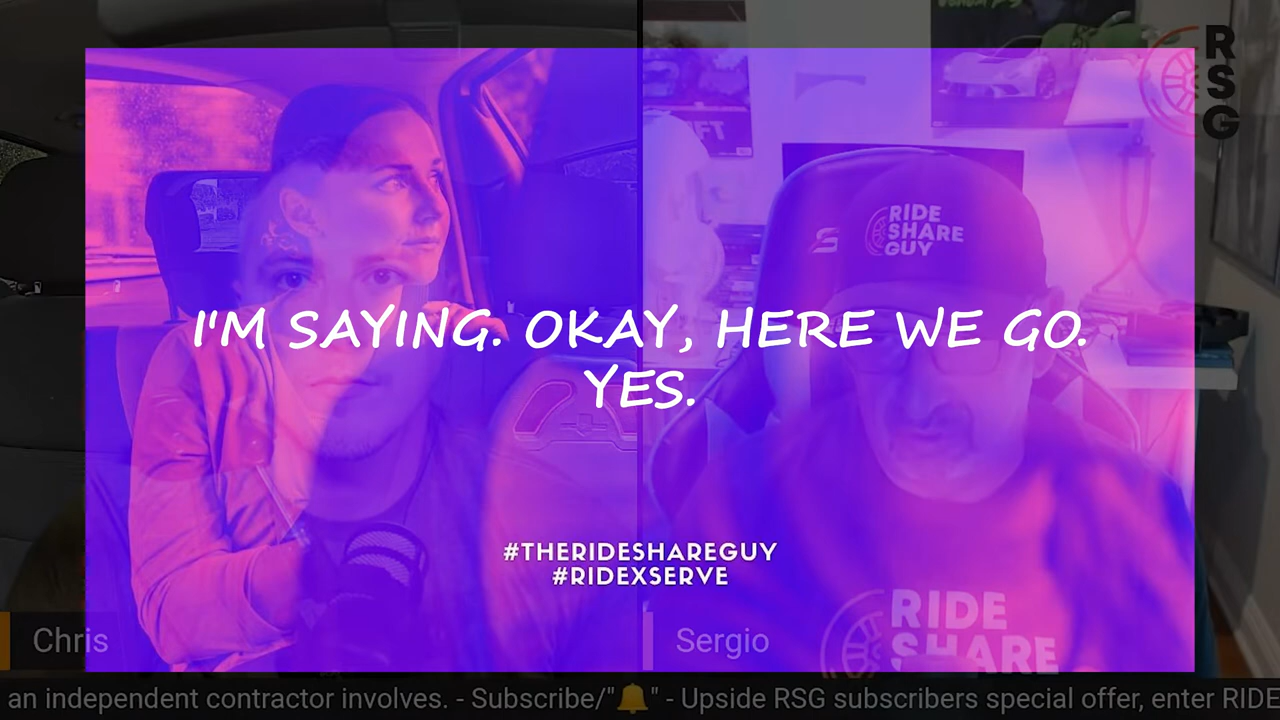 R
S
G
FT
RIDE
SHARE
GUY
I'M SAYING. OKAY, HERE WE GO.
YES.
#THERIDESHAREGUY
#RIDEXSERVE
RIDE
SHARE
Chris
Sergio
an independent contractor involves. - Subscribe/"🔔" - Upside RSG subscribers special offer, enter RIDE